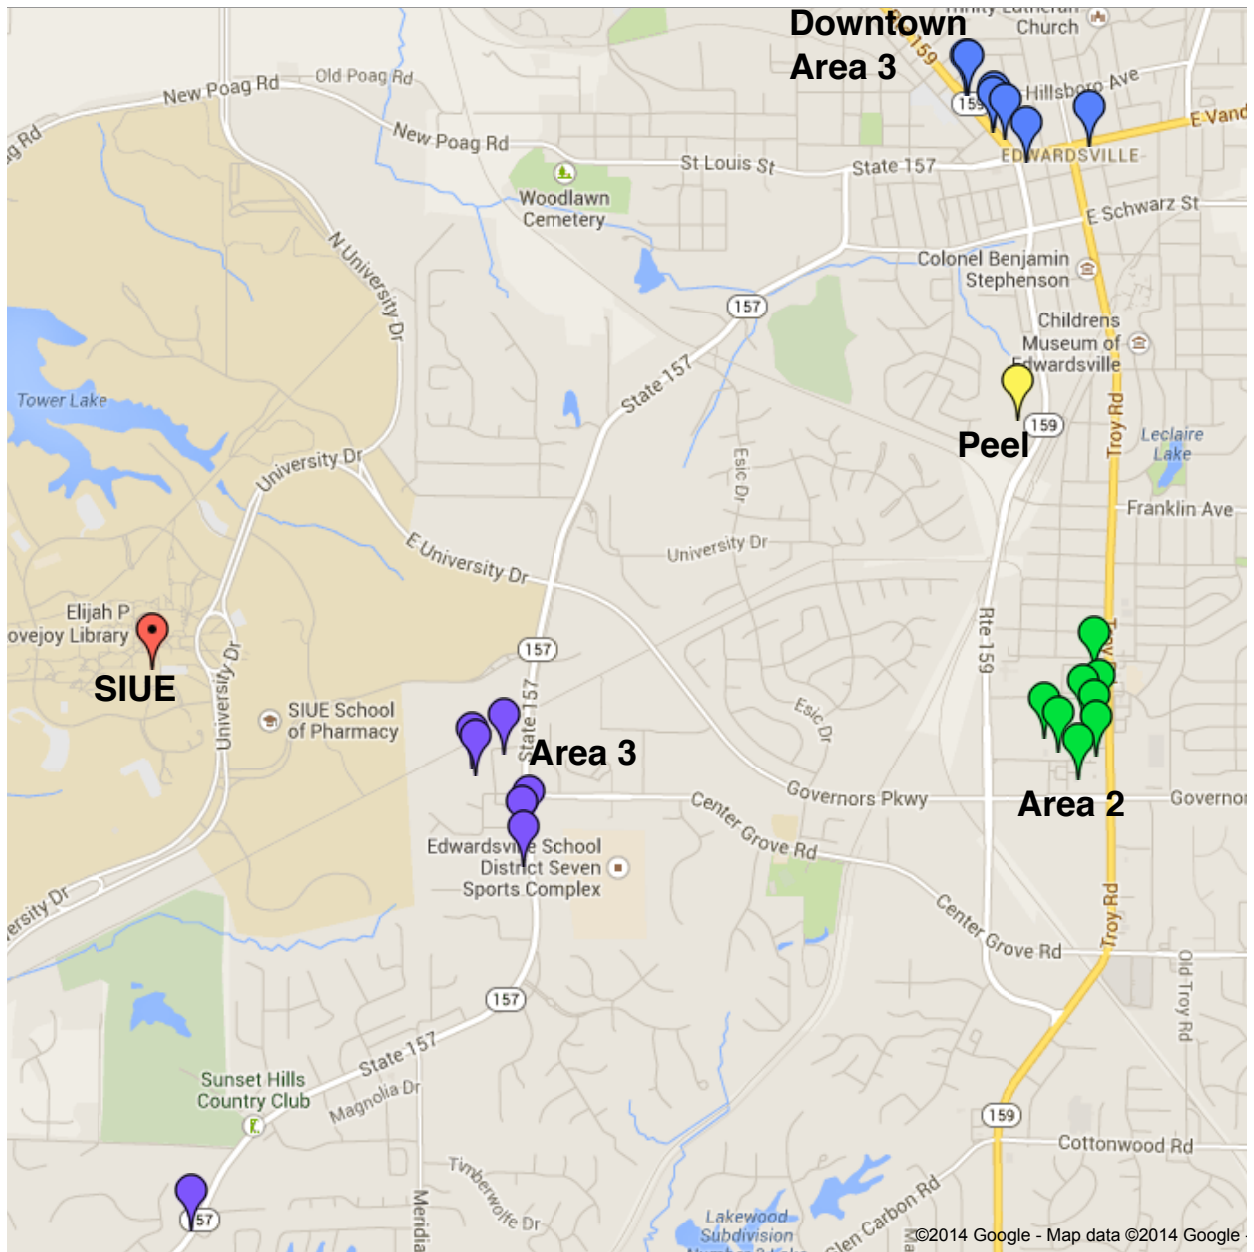 Downtown
Area 3
Trinity Lutheran
Church
159
Old Poag Rd
New Poag Rd
Hillsboro Ave
159
E Vand
New Poag Rd
St Louis St
State 157
EDWARDSVILLE
Woodlawn
Cemetery
E Schwarz St
N University Dr
Colonel Benjamin
Stephenson
157
Childrens
Museum of
Edwardsville
State 157
Tower Lake
Troy Rd
159
Peel
Leclaire
Lake
University Dr
Esic Dr
Franklin Ave
E University Dr
University Dr
Elijah P
ovejoy Library
Rte 159
157
SIUE
University Dr
SIUE School
of Pharmacy
State 157
Esic Dr
Area 3
Governors Pkwy
Area 2
Governor
Center Grove Rd
Edwardsville School
District Seven
Sports Complex
ersity Dr
Center Grove Rd
Troy Rd
Old Troy Rd
157
State 157
Sunset Hills
Country Club
Magnolia Dr
159
Cottonwood Rd
Timberwolfe Dr
Meridia
57
Glen Carbon Rd
Lakewood
Subdivision
©2014 Google - Map data ©2014 Google -